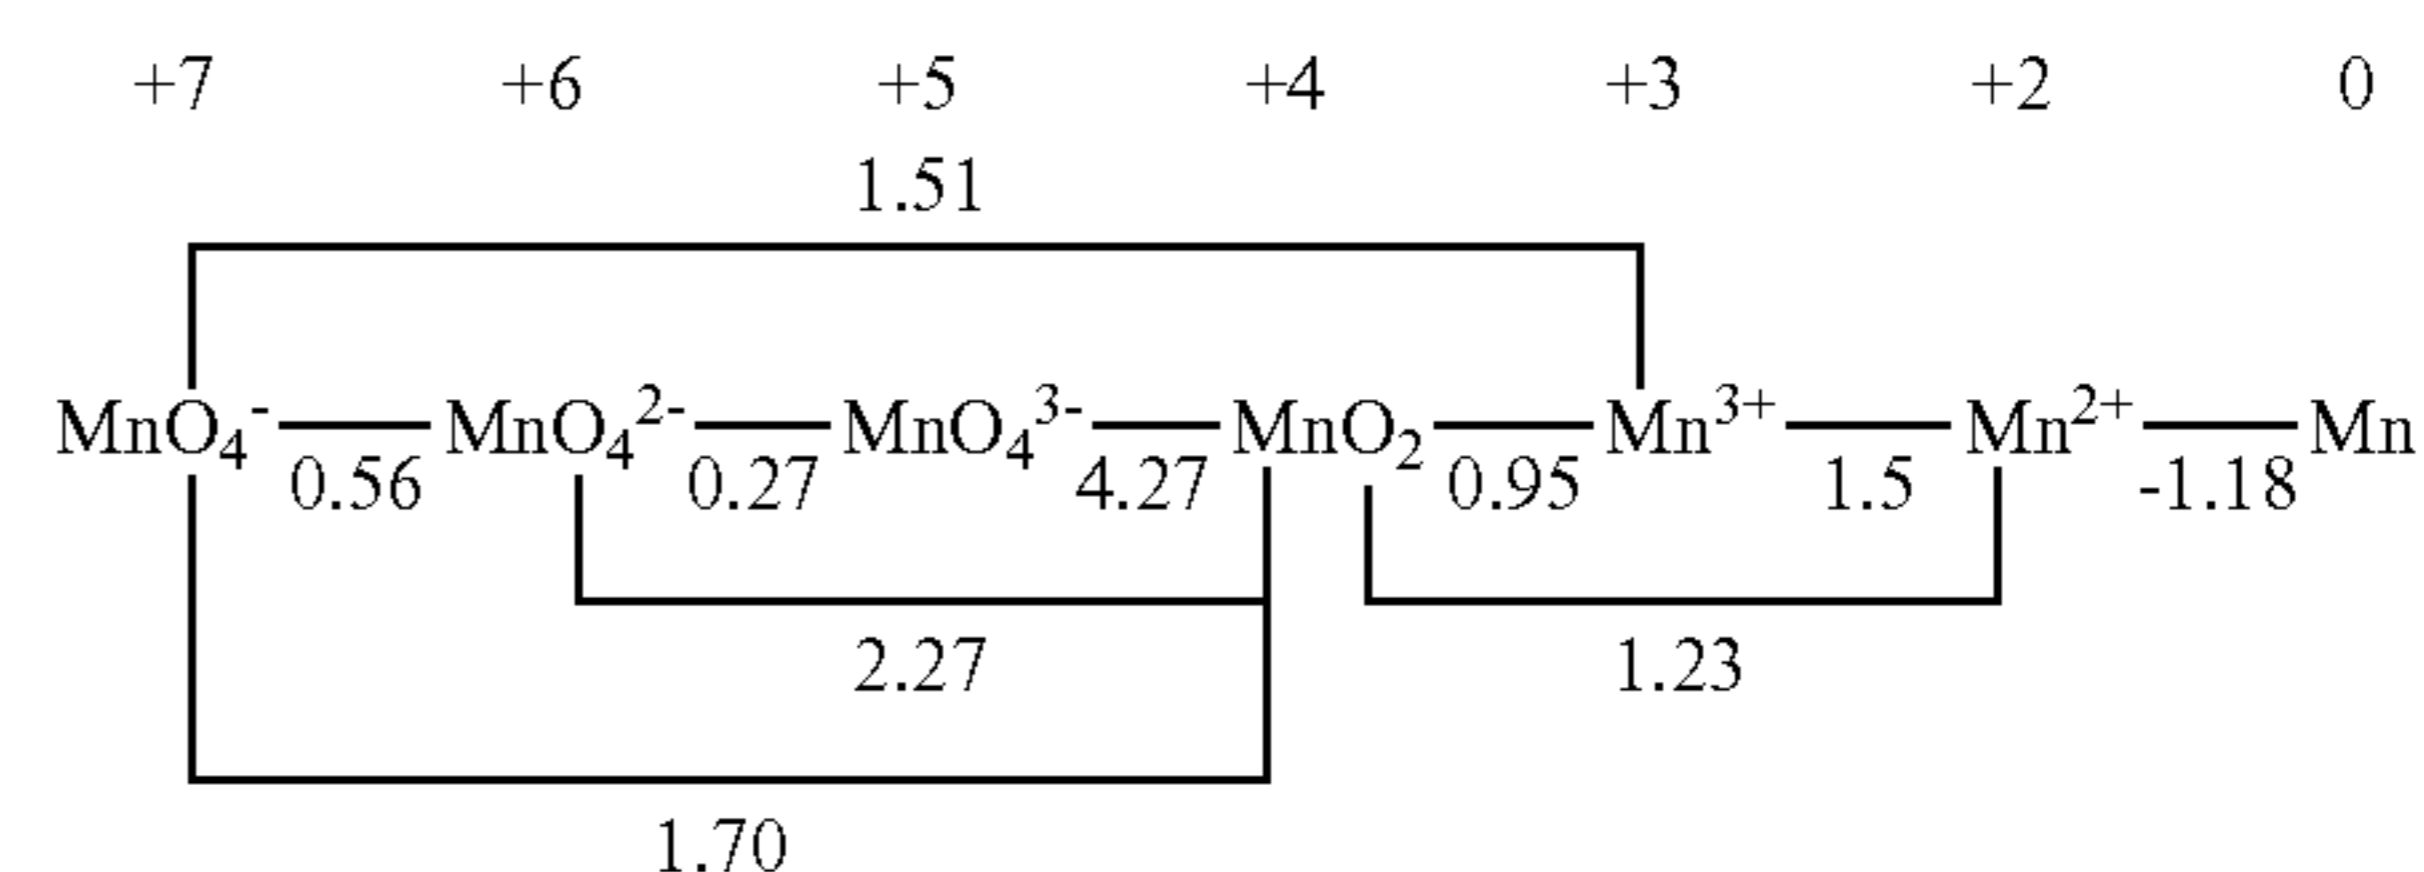 +7 +6 +5 +4 +3 +2 0
1.51
MnO₄⁻ MnO₄²⁻ MnO₄³⁻ MnO₂ Mn³⁺ Mn²⁺ Mn
0.56 0.27 4.27 0.95 1.5 -1.18
2.27 1.23
1.70